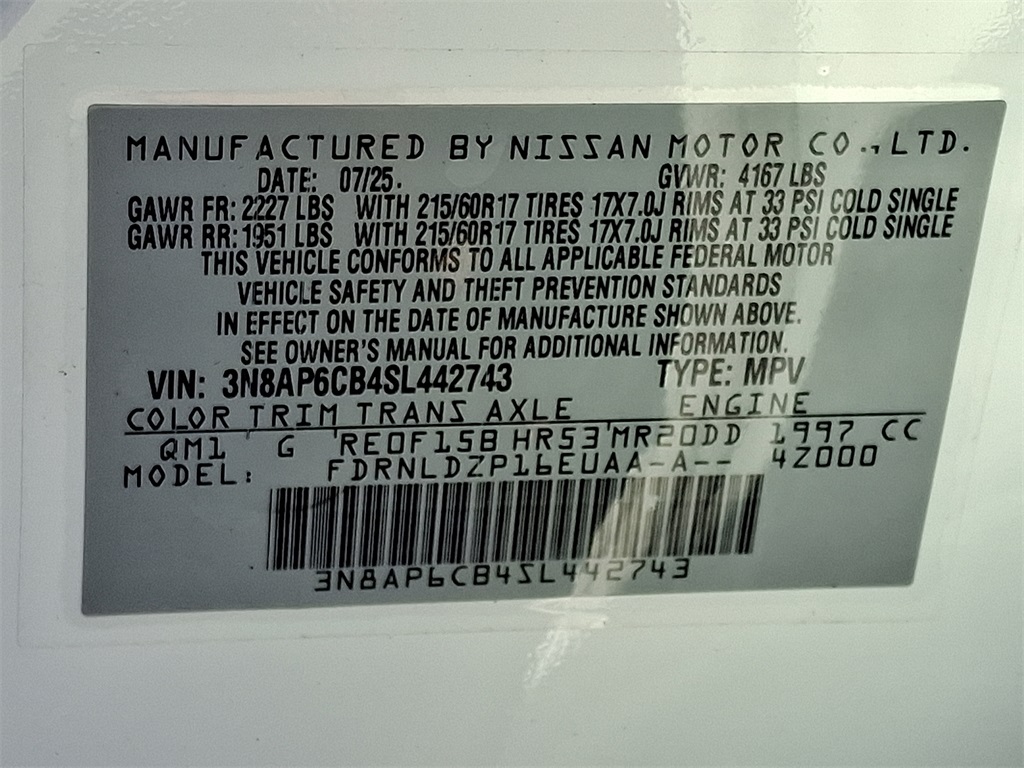 MANUFACTURED BY NISSAN MOTOR CO., LTD.
DATE: 07/25. GVWR: 4167 LBS
GAWR FR: 2227 LBS WITH 215/60R17 TIRES 17X7.0J RIMS AT 33 PSI COLD SINGLE
GAWR RR: 1951 LBS WITH 215/60R17 TIRES 17X7.0J RIMS AT 33 PSI COLD SINGLE
THIS VEHICLE CONFORMS TO ALL APPLICABLE FEDERAL MOTOR
VEHICLE SAFETY AND THEFT PREVENTION STANDARDS
IN EFFECT ON THE DATE OF MANUFACTURE SHOWN ABOVE.
SEE OWNER'S MANUAL FOR ADDITIONAL INFORMATION.
VIN: 3N8AP6CB4SL442743 TYPE: MPV
COLOR TRIM TRANS AXLE ENGINE
QM1 G RE0F15B HR53 MR20DD 1997 CC
MODEL: FDRNLDZP16EUAA-A-- 4Z000
3N8AP6CB4SL442743